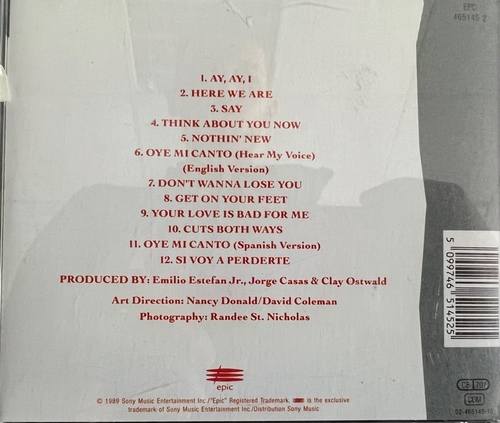 EPC
465145 2
1. AY, AY, I
2. HERE WE ARE
3. SAY
4. THINK ABOUT YOU NOW
5. NOTHIN' NEW
6. OYE MI CANTO (Hear My Voice)
(English Version)
7. DON'T WANNA LOSE YOU
8. GET ON YOUR FEET
9. YOUR LOVE IS BAD FOR ME
10. CUTS BOTH WAYS
11. OYE MI CANTO (Spanish Version)
12. SI VOY A PERDERTE
PRODUCED BY: Emilio Estefan Jr., Jorge Casas & Clay Ostwald
Art Direction: Nancy Donald/David Coleman
Photography: Randee St. Nicholas
epic
© 1989 Sony Music Entertainment Inc./"Epic" Registered Trademark, is the exclusive
trademark of Sony Music Entertainment Inc./Distribution Sony Music
5 099746 514525
CB 701
02-465145-10